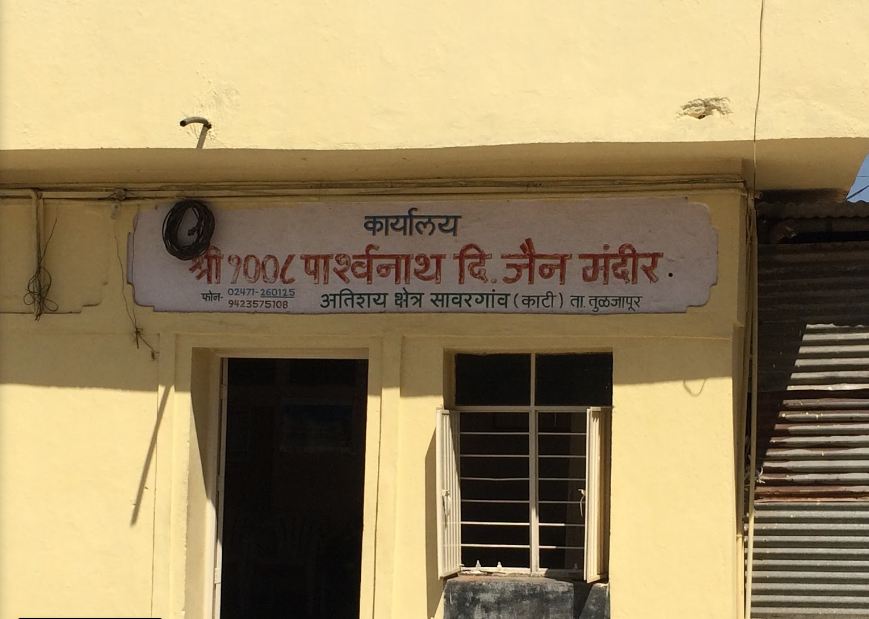 कार्यालय
श्री १००८ पार्श्वनाथ दि. जैन मंदीर.
फोन- 02471-260125
9423575108
अतिशय क्षेत्र सावरगांव (काटी) ता. तुळजापूर